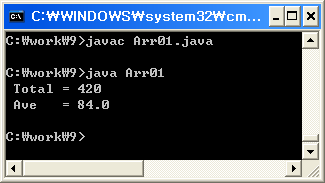 C:₩WINDOWS₩system32₩cm...
C:₩work₩9>javac Arr01.java
C:₩work₩9>java Arr01
Total = 420
Ave = 84.0
C:₩work₩9>